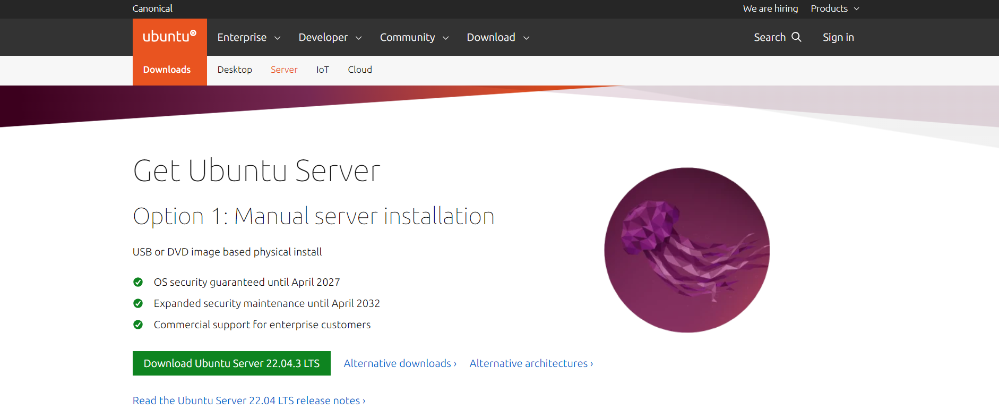 Canonical
We are hiring
Products
ubuntu
Enterprise
Developer
Community
Download
Search
Sign in
Downloads
Desktop
Server
IoT
Cloud
Get Ubuntu Server
Option 1: Manual server installation
USB or DVD image based physical install
OS security guaranteed until April 2027
Expanded security maintenance until April 2032
Commercial support for enterprise customers
Download Ubuntu Server 22.04.3 LTS
Alternative downloads ›
Alternative architectures ›
Read the Ubuntu Server 22.04 LTS release notes ›